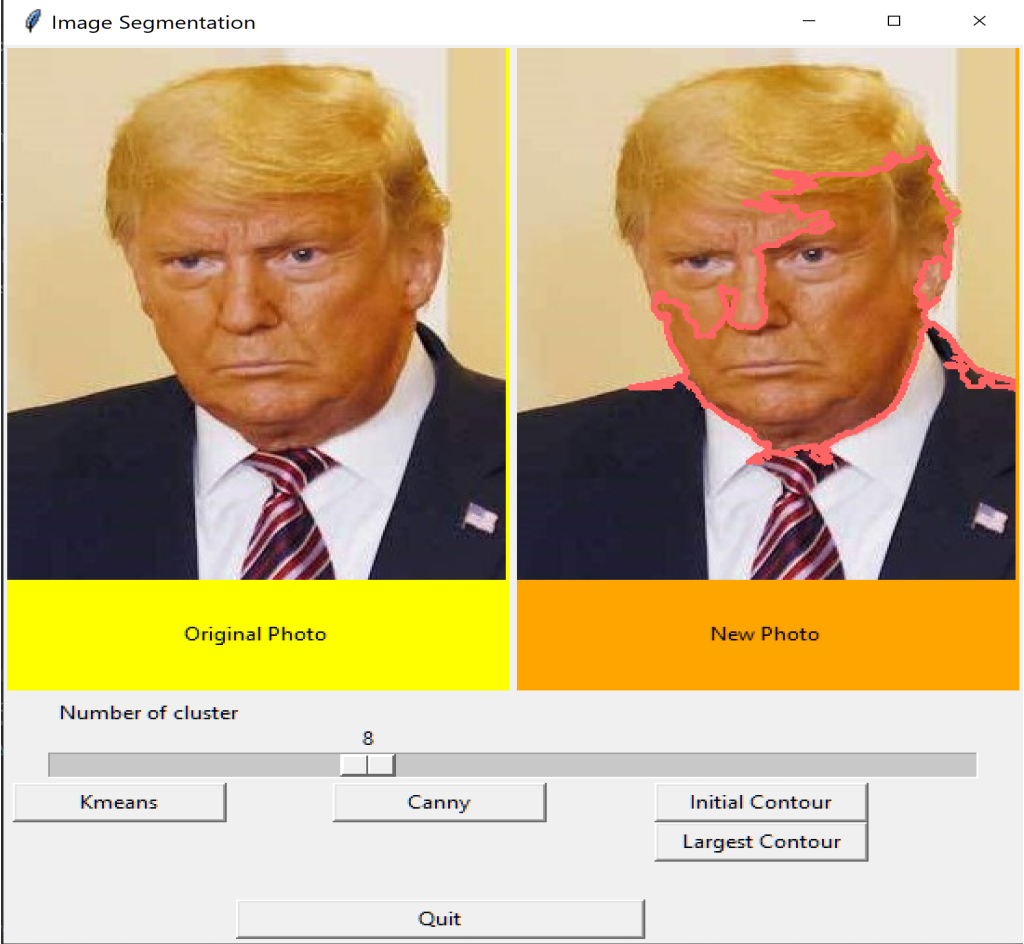 Image Segmentation
Original Photo
New Photo
Number of cluster
8
Kmeans
Canny
Initial Contour
Largest Contour
Quit